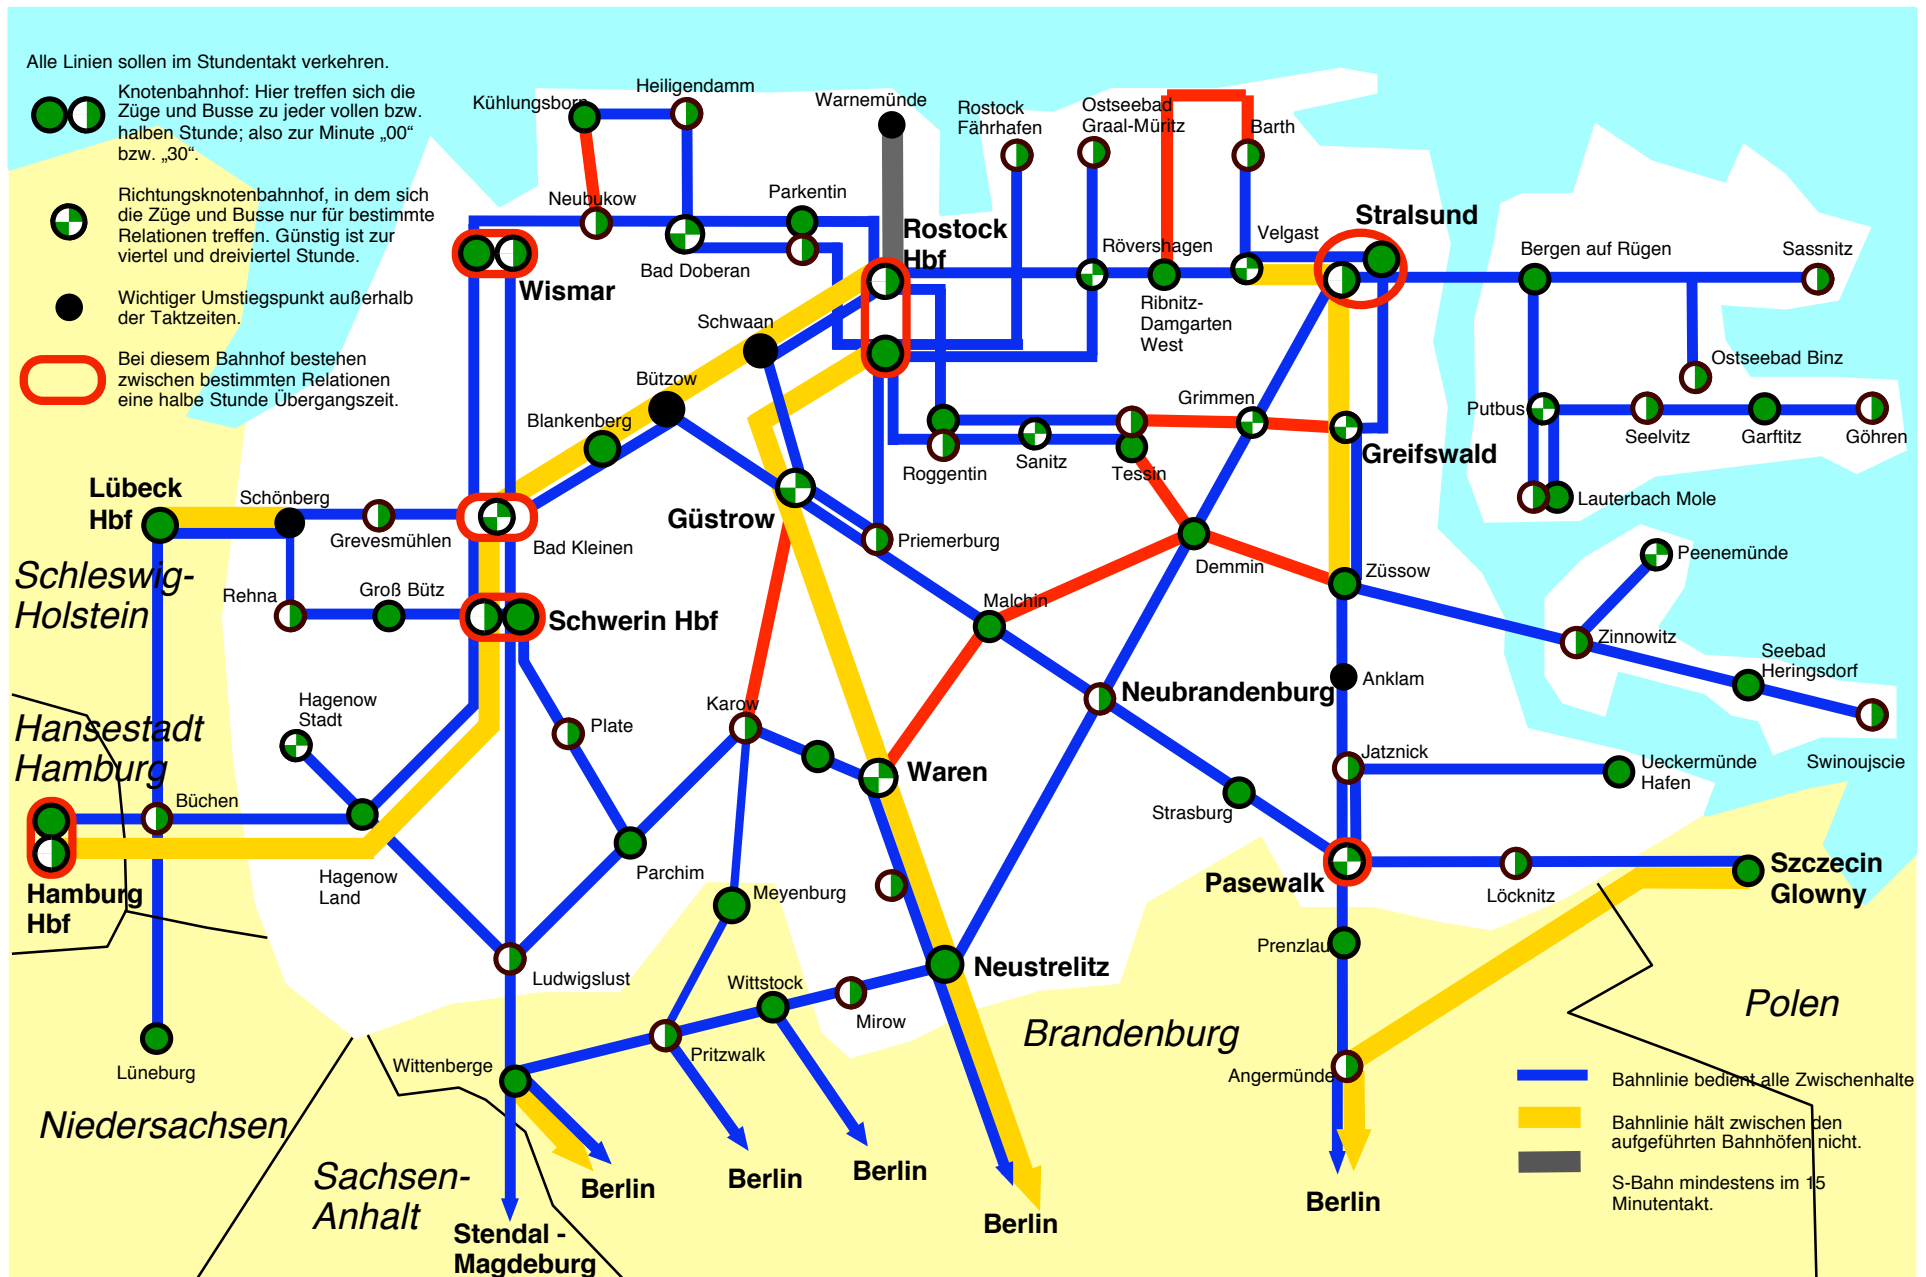 Alle Linien sollen im Stundentakt verkehren.
Knotenbahnhof: Hier treffen sich die
Züge und Busse zu jeder vollen bzw.
halben Stunde; also zur Minute „00“
bzw. „30“.
Richtungsknotenbahnhof, in dem sich
die Züge und Busse nur für bestimmte
Relationen treffen. Günstig ist zur
viertel und dreiviertel Stunde.
Wichtiger Umstiegspunkt außerhalb
der Taktzeiten.
Bei diesem Bahnhof bestehen
zwischen bestimmten Relationen
eine halbe Stunde Übergangszeit.
Kühlungsborn
Heiligendamm
Warnemünde
Rostock
Fährhafen
Ostseebad
Graal-Müritz
Barth
Neubukow
Parkentin
Bad Doberan
Rostock
Hbf
Rövershagen
Velgast
Stralsund
Bergen auf Rügen
Sassnitz
Wismar
Ribnitz-
Damgarten
West
Schwaan
Bützow
Blankenberg
Ostseebad Binz
Grimmen
Putbus
Seelvitz
Garftitz
Göhren
Roggentin
Sanitz
Tessin
Greifswald
Lauterbach Mole
Lübeck
Hbf
Schönberg
Grevesmühlen
Bad Kleinen
Güstrow
Priemerburg
Demmin
Züssow
Peenemünde
Schleswig-
Holstein
Rehna
Groß Bütz
Schwerin Hbf
Malchin
Zinnowitz
Seebad
Heringsdorf
Hagenow
Stadt
Plate
Karow
Neubrandenburg
Anklam
Hansestadt
Hamburg
Büchen
Waren
Jatznick
Ueckermünde
Hafen
Swinoujscie
Strasburg
Hamburg
Hbf
Hagenow
Land
Parchim
Meyenburg
Pasewalk
Löcknitz
Szczecin
Glowny
Prenzlau
Ludwigslust
Wittstock
Neustrelitz
Mirow
Brandenburg
Polen
Lüneburg
Wittenberge
Pritzwalk
Angermünde
Niedersachsen
Sachsen-
Anhalt
Berlin
Berlin
Berlin
Berlin
Berlin
Stendal -
Magdeburg
Bahnlinie bedient alle Zwischenhalte
Bahnlinie hält zwischen den
aufgeführten Bahnhöfen nicht.
S-Bahn mindestens im 15
Minutentakt.